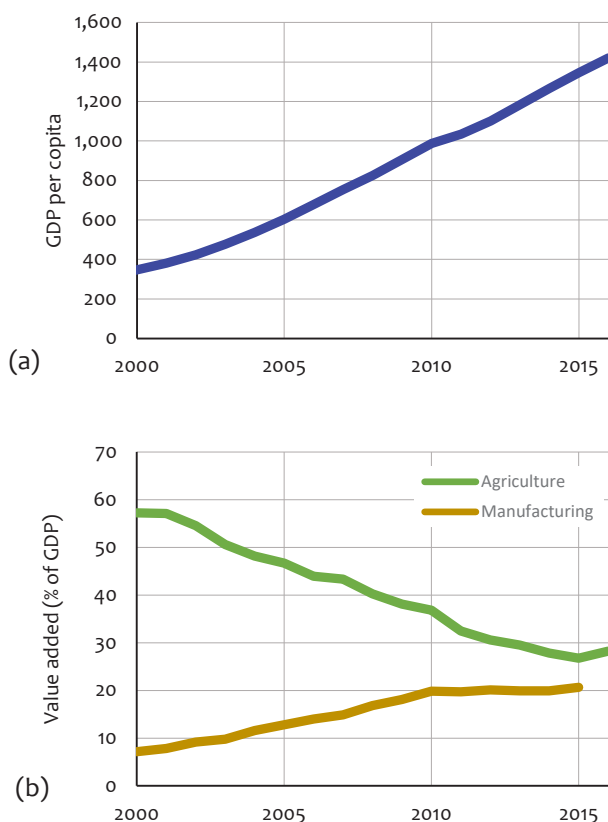 1,600
1,400
1,200
1,000
800
600
400
200
0
GDP per copita
2000 2005 2010 2015
(a)
70
60
50
40
30
20
10
0
Value added (% of GDP)
Agriculture
Manufacturing
2000 2005 2010 2015
(b)